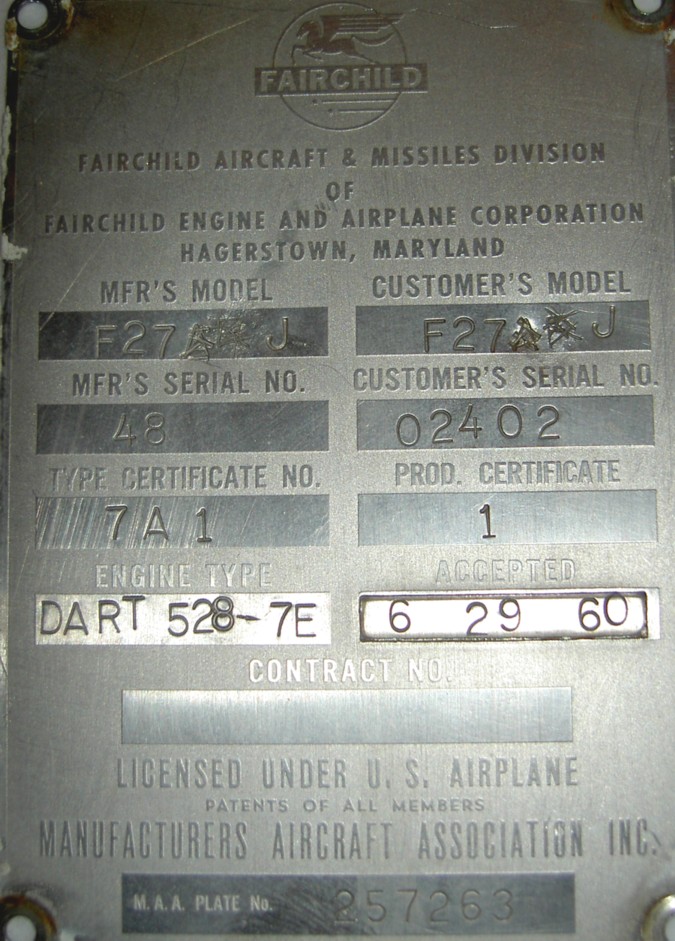 FAIRCHILD
FAIRCHILD AIRCRAFT & MISSILES DIVISION
OF
FAIRCHILD ENGINE AND AIRPLANE CORPORATION
HAGERSTOWN, MARYLAND
MFR'S MODEL CUSTOMER'S MODEL
F27 J F27 J
MFR'S SERIAL NO. CUSTOMER'S SERIAL NO.
48 02402
TYPE CERTIFICATE NO. PROD. CERTIFICATE
7A1 1
ENGINE TYPE ACCEPTED
DART 528-7E 6 29 60
CONTRACT NO.
LICENSED UNDER U. S. AIRPLANE
PATENTS OF ALL MEMBERS
MANUFACTURERS AIRCRAFT ASSOCIATION INC.
M.A.A. PLATE No. 257263